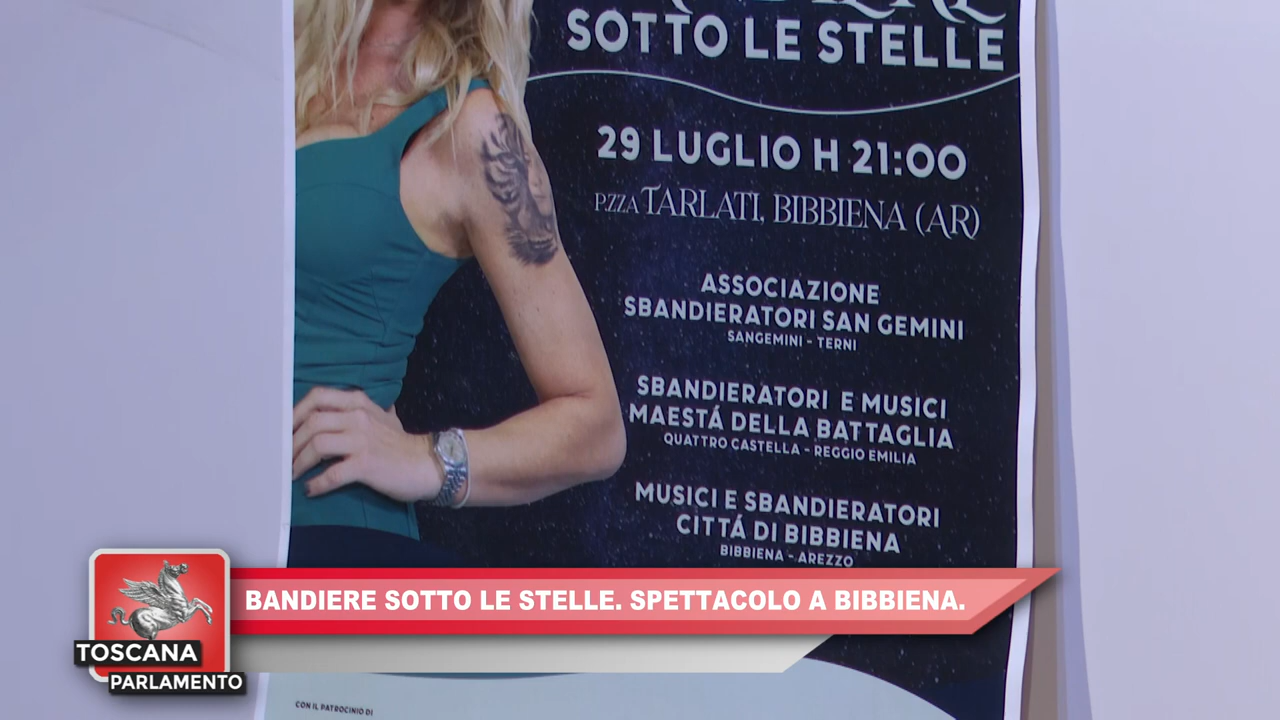 SOTTO LE STELLE
29 LUGLIO H 21:00
P.ZZA TARLATI, BIBBIENA (AR)
ASSOCIAZIONE
SBANDIERATORI SAN GEMINI
SANGEMINI - TERNI
SBANDIERATORI E MUSICI
MAESTÁ DELLA BATTAGLIA
QUATTRO CASTELLA - REGGIO EMILIA
MUSICI E SBANDIERATORI
CITTÁ DI BIBBIENA
BIBBIENA - AREZZO
BANDIERE SOTTO LE STELLE. SPETTACOLO A BIBBIENA.
TOSCANA
PARLAMENTO
CON IL PATROCINIO DI